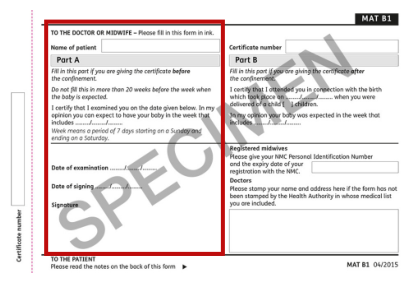 MAT B1
TO THE DOCTOR OR MIDWIFE – Please fill in this form in ink.
Name of patient
Part A
Fill in this part if you are giving the certificate before
the confinement.
Do not fill this in more than 20 weeks before the week when
the baby is expected.
I certify that I examined you on the date given below. In my
opinion you can expect to have your baby in the week that
includes ......./......./.......
Week means a period of 7 days starting on a Sunday and
ending on a Saturday.
Date of examination ......./......./.......
Date of signing ......./......./.......
Signature
Certificate number
Part B
Fill in this part if you are giving the certificate after
the confinement.
I certify that I attended you in connection with the birth
which took place on ......./......./....... when you were
delivered of a child [ ] children.
In my opinion your baby was expected in the week that
includes ......./......./.......
Registered midwives
Please give your NMC Personal Identification Number
and the expiry date of your
registration with the NMC.
Doctors
Please stamp your name and address here if the form has not
been stamped by the Health Authority in whose medical list
you are included.
SPECIMEN
Certificate number
TO THE PATIENT
Please read the notes on the back of this form ▶
MAT B1 04/2015